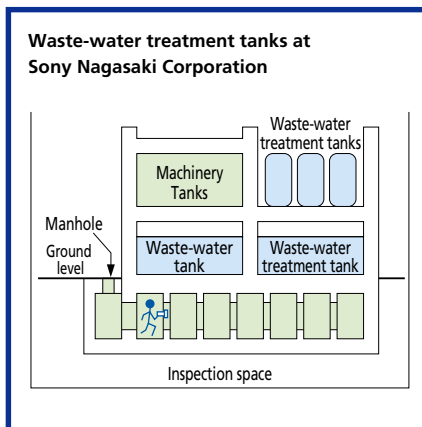 Waste-water treatment tanks at
Sony Nagasaki Corporation
Waste-water
treatment tanks
Machinery
Tanks
Manhole
Ground
level
Waste-water
tank
Waste-water
treatment tank
Inspection space